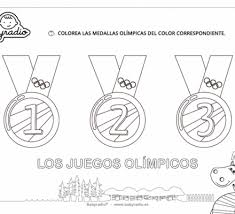 COLOREA LAS MEDALLAS OLÍMPICAS DEL COLOR CORRESPONDIENTE.
1 2 3
LOS JUEGOS OLÍMPICOS